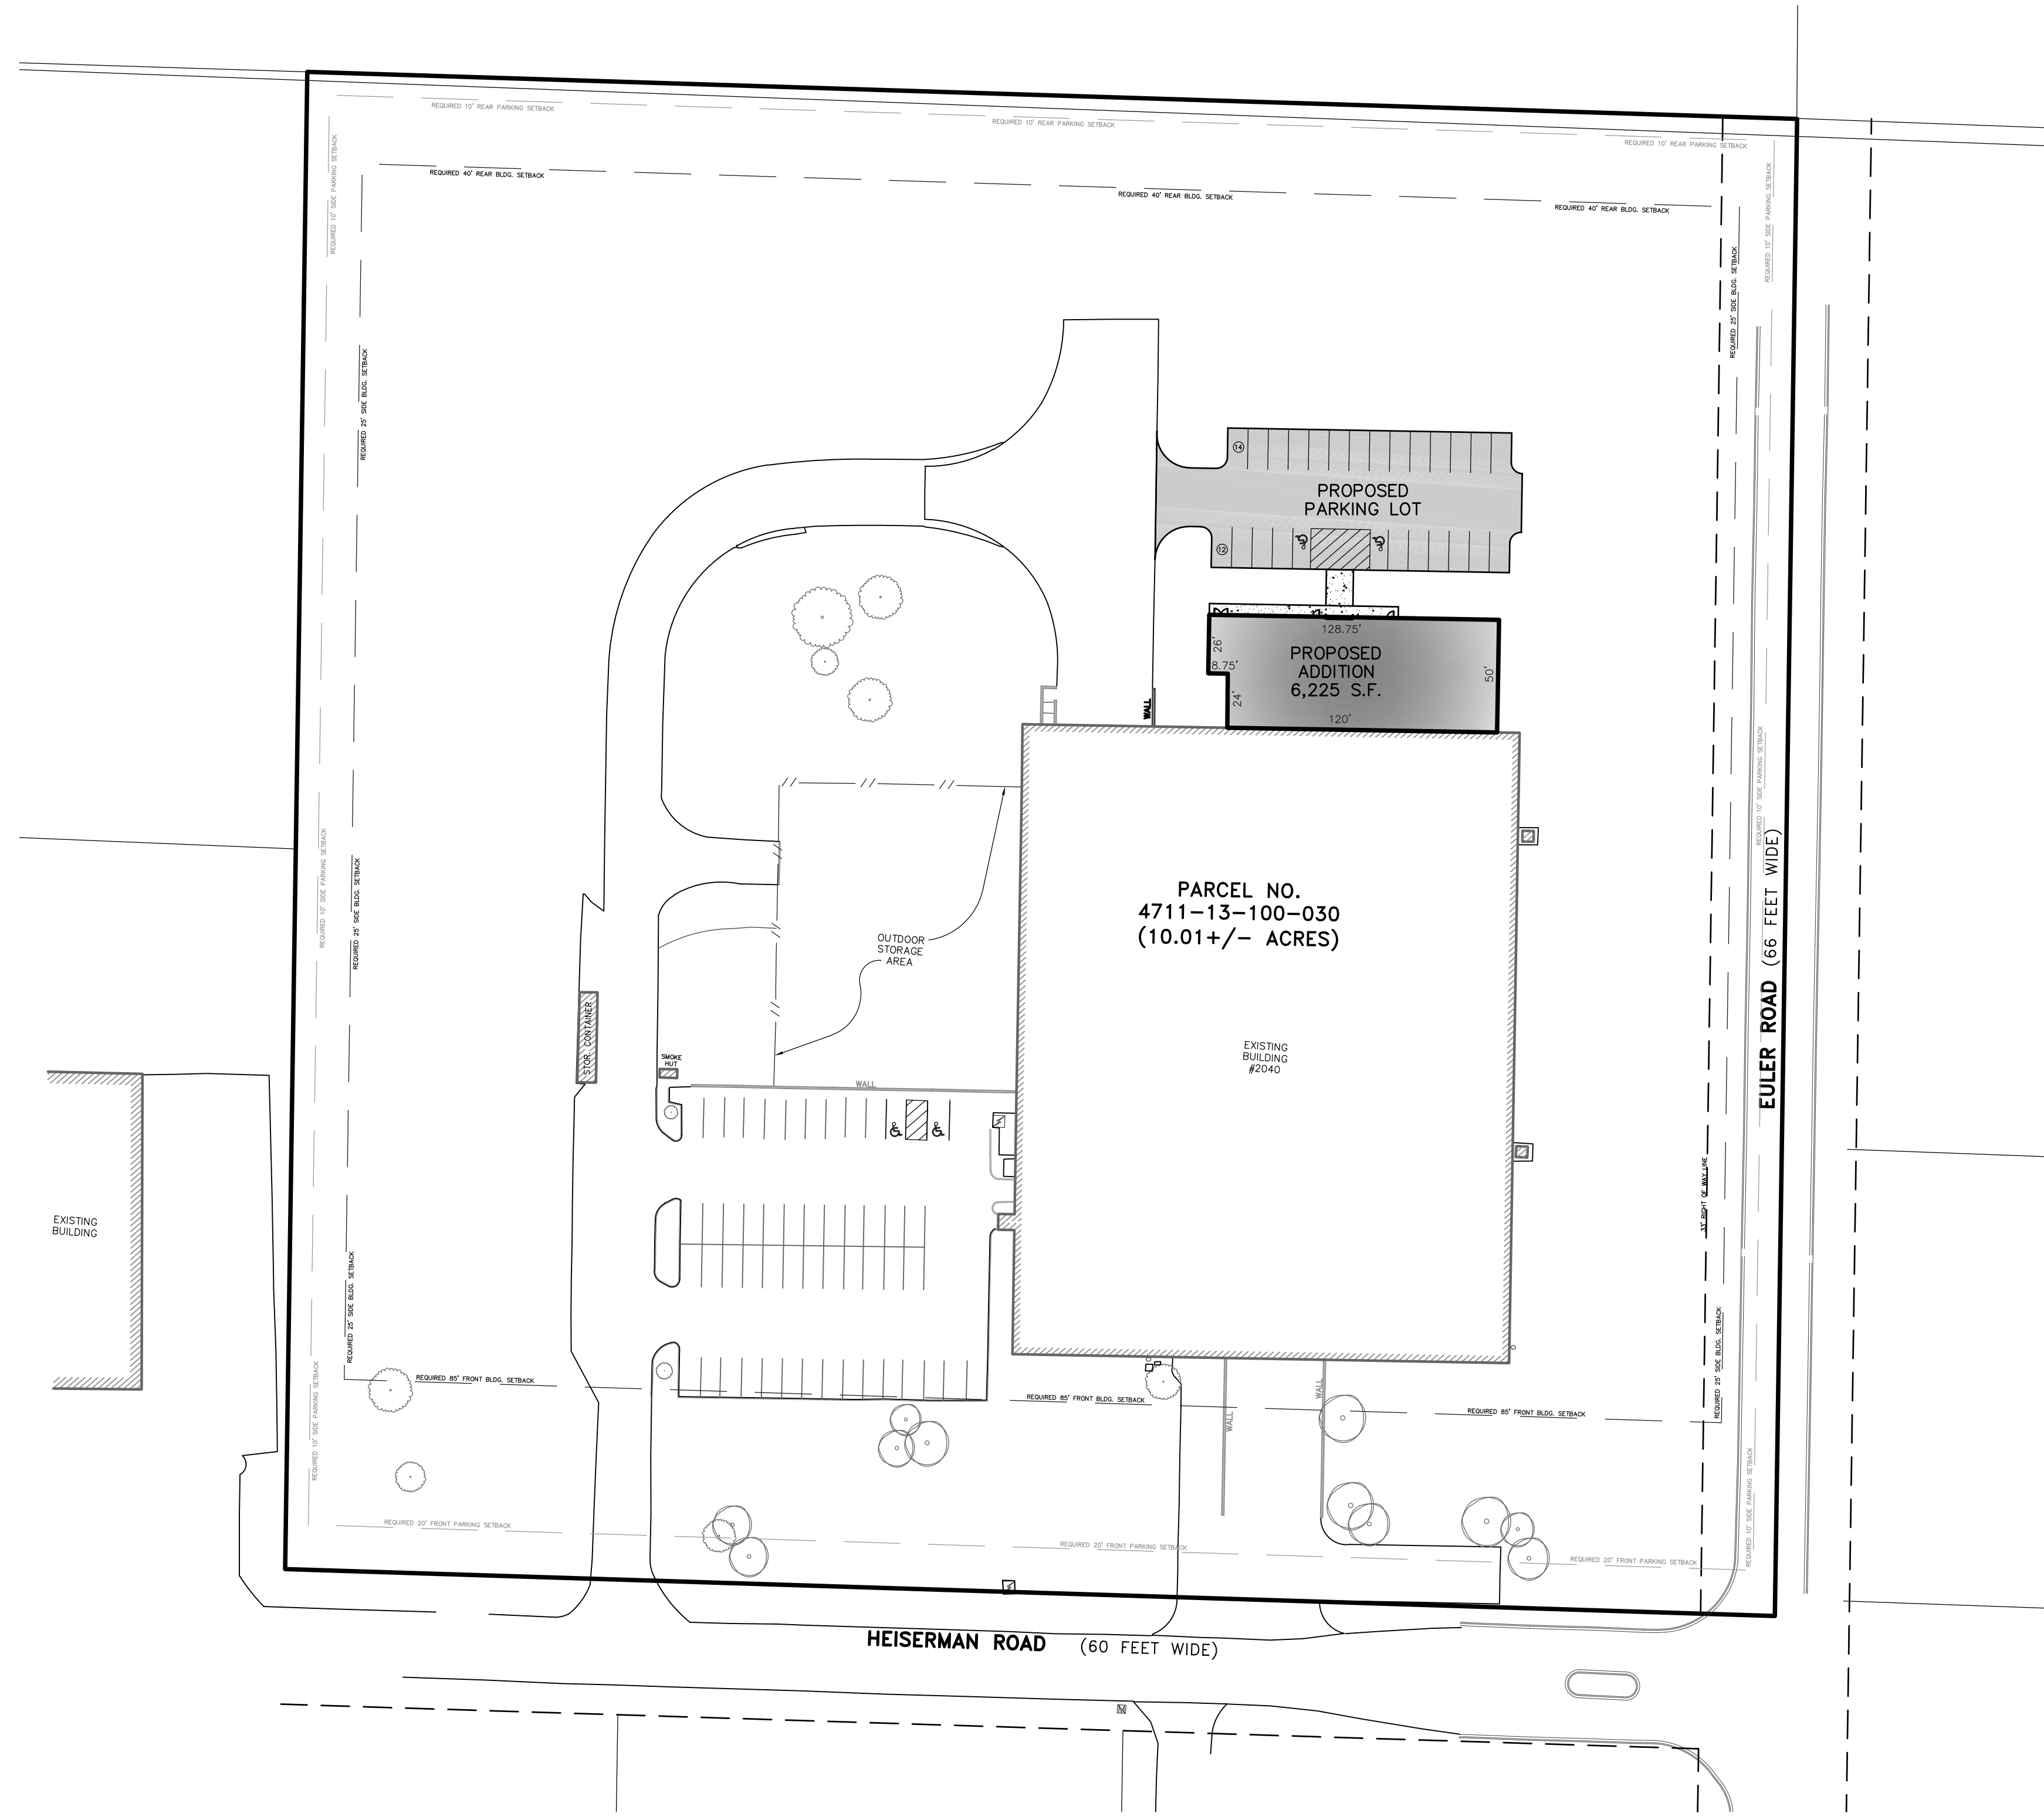 REQUIRED 10' REAR PARKING SETBACK
REQUIRED 10' REAR PARKING SETBACK
REQUIRED 10' REAR PARKING SETBACK
REQUIRED 10' SIDE PARKING SETBACK
REQUIRED 10' SIDE PARKING SETBACK
REQUIRED 40' REAR BLDG. SETBACK
REQUIRED 40' REAR BLDG. SETBACK
REQUIRED 40' REAR BLDG. SETBACK
REQUIRED 25' SIDE BLDG. SETBACK
REQUIRED 25' SIDE BLDG. SETBACK
14
PROPOSED
PARKING LOT
12
128.75'
26'
PROPOSED
ADDITION
6,225 S.F.
8.75'
50'
24'
120'
WALL
REQUIRED 10' SIDE PARKING SETBACK
REQUIRED 10' SIDE PARKING SETBACK
REQUIRED 25' SIDE BLDG. SETBACK
PARCEL NO.
4711-13-100-030
(10.01+/- ACRES)
OUTDOOR
STORAGE
AREA
EULER ROAD (66 FEET WIDE)
STOR. CONTAINER
SMOKE
HUT
WALL
EXISTING
BUILDING
#2040
33' RIGHT OF WAY LINE
EXISTING
BUILDING
REQUIRED 25' SIDE BLDG. SETBACK
REQUIRED 25' SIDE BLDG. SETBACK
REQUIRED 85' FRONT BLDG. SETBACK
REQUIRED 85' FRONT BLDG. SETBACK
REQUIRED 85' FRONT BLDG. SETBACK
WALL
WALL
REQUIRED 10' SIDE PARKING SETBACK
REQUIRED 10' SIDE PARKING SETBACK
REQUIRED 20' FRONT PARKING SETBACK
REQUIRED 20' FRONT PARKING SETBACK
REQUIRED 20' FRONT PARKING SETBACK
HEISERMAN ROAD (60 FEET WIDE)